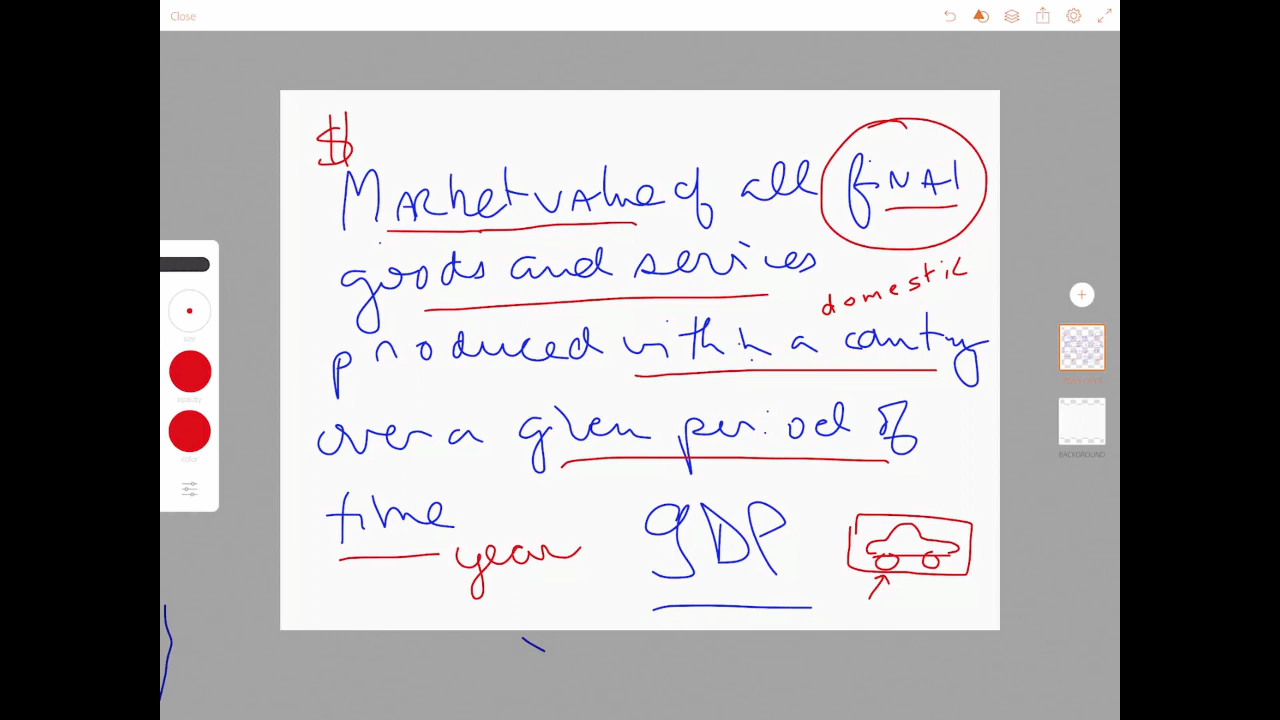 Close
$
Market value of all final
goods and services
domestic
produced within a country
over a given period of
time year GDP
BACKGROUND